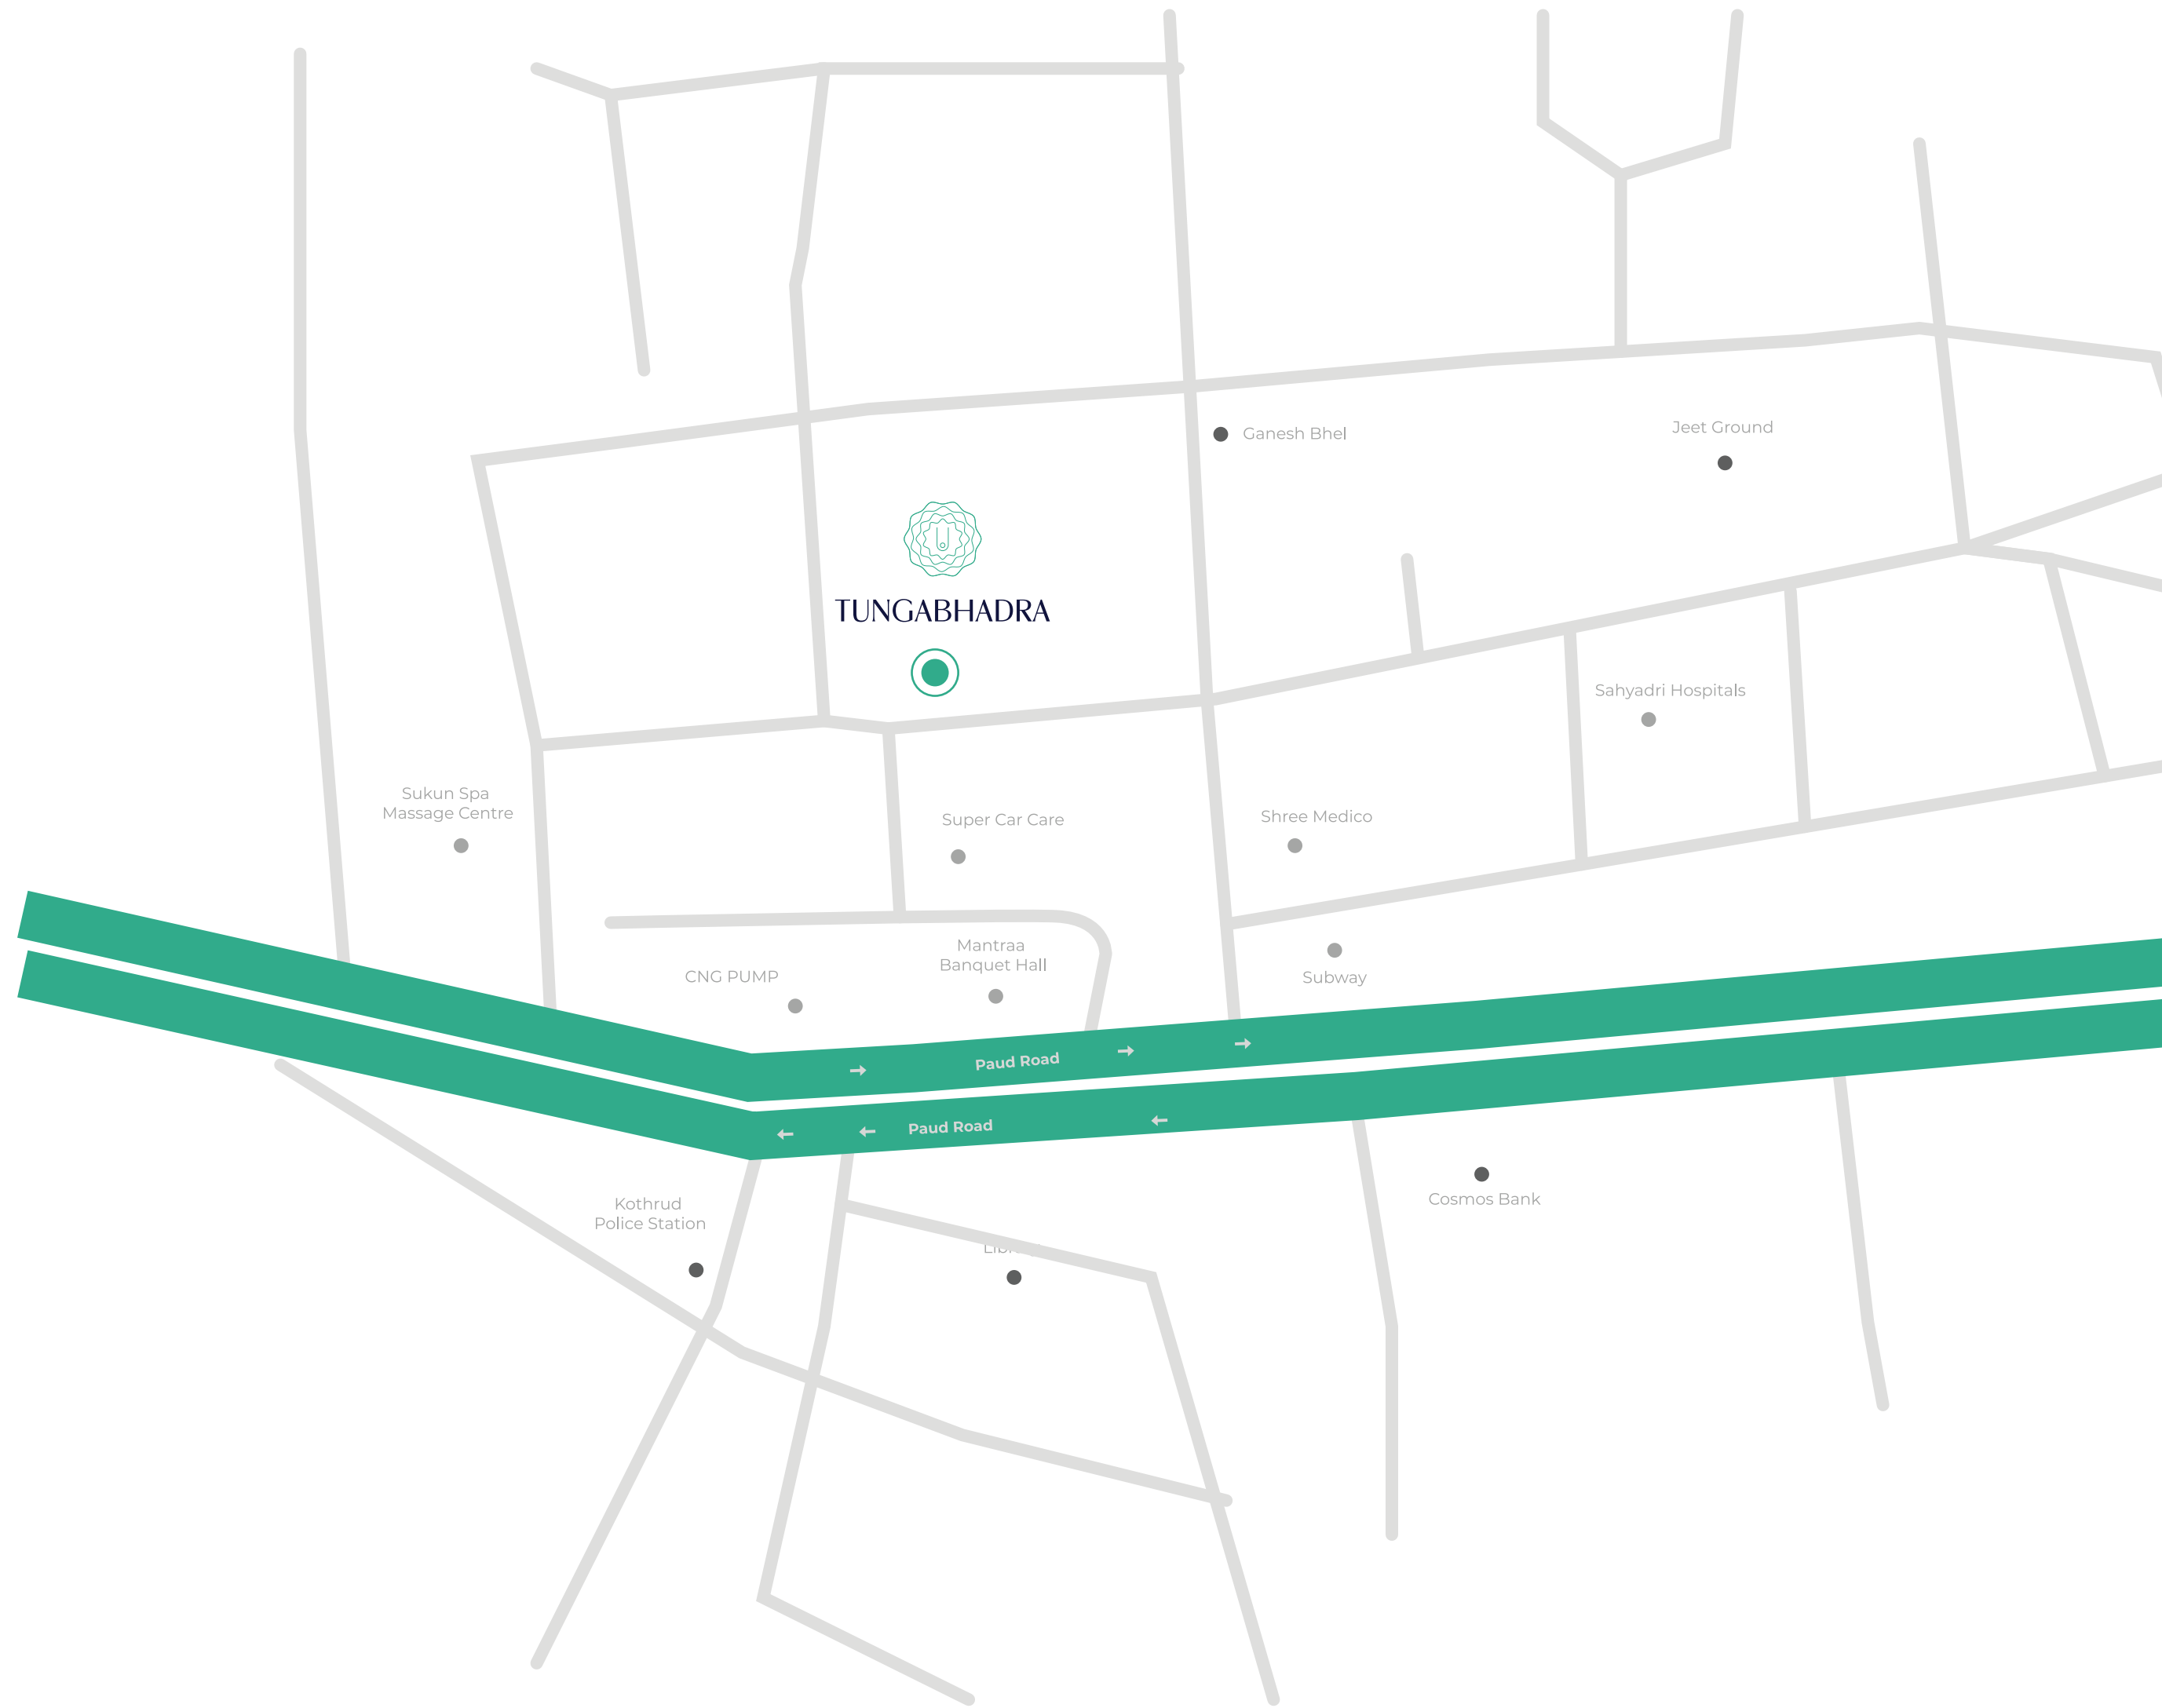 Ganesh Bhel
Jeet Ground
TUNGABHADRA
Sahyadri Hospitals
Sukun Spa
Massage Centre
Super Car Care
Shree Medico
Mantraa
Banquet Hall
CNG PUMP
Subway
Paud Road
Paud Road
Kothrud
Police Station
Cosmos Bank